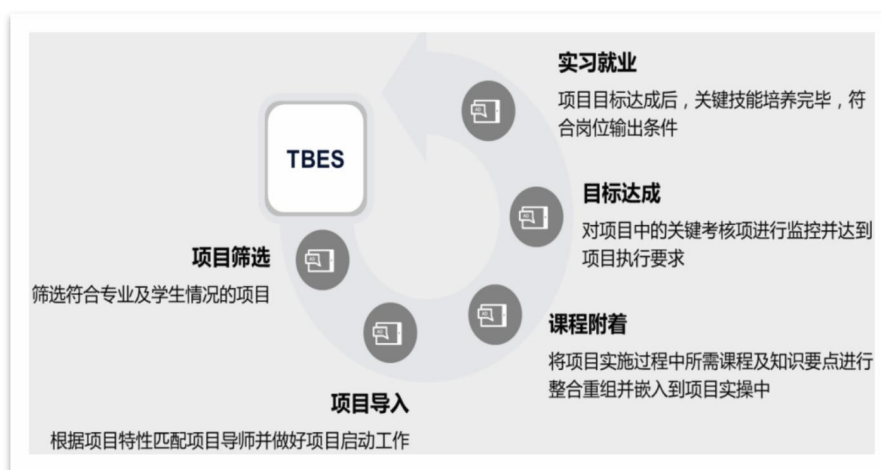 TBES
项目筛选
筛选符合专业及学生情况的项目
项目导入
根据项目特性匹配项目导师并做好项目启动工作
课程附着
将项目实施过程中所需课程及知识要点进行
整合重组并嵌入到项目实操中
目标达成
对项目中的关键考核项进行监控并达到
项目执行要求
实习就业
项目目标达成后，关键技能培养完毕，符
合岗位输出条件